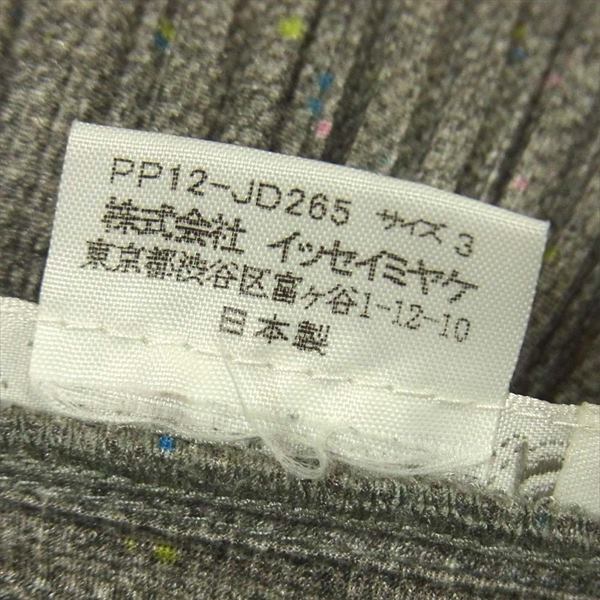 PP12-JD265 サイズ 3
株式会社 イッセイミヤケ
東京都渋谷区富ヶ谷1-12-10
日本製